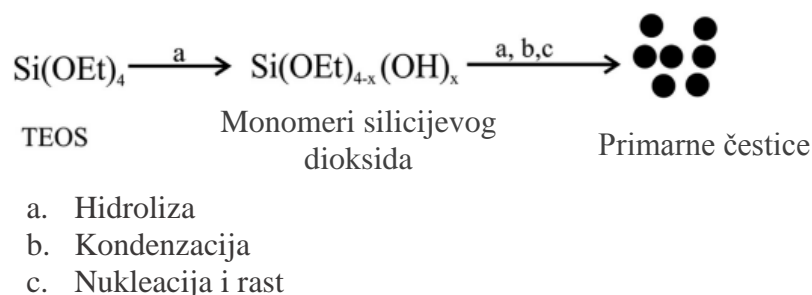 Si(OEt)₄ a Si(OEt)₄₋ₓ(OH)ₓ a, b,c
TEOS
Monomeri silicijevog
dioksida
Primarne čestice
a. Hidroliza
b. Kondenzacija
c. Nukleacija i rast